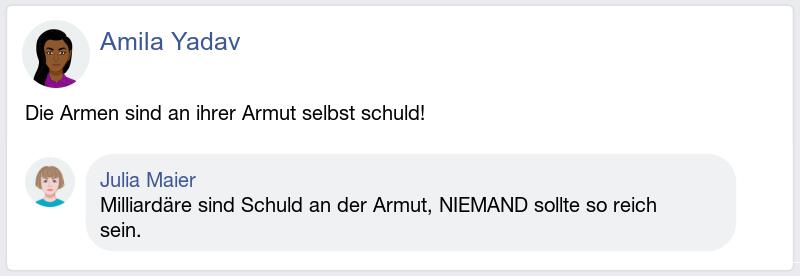 Amila Yadav
Die Armen sind an ihrer Armut selbst schuld!
Julia Maier
Milliardäre sind Schuld an der Armut, NIEMAND sollte so reich
sein.